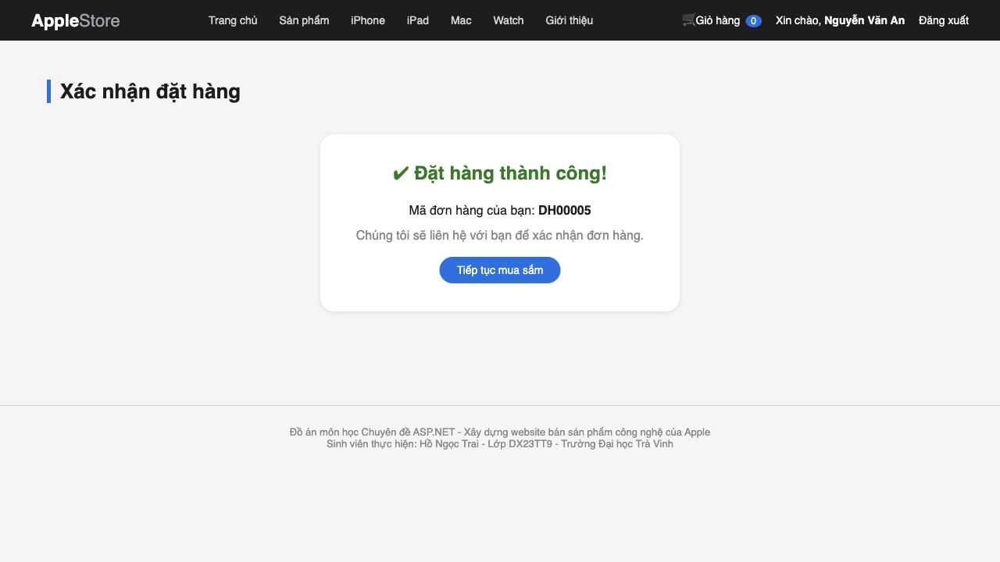 AppleStore
Trang chủ Sản phẩm iPhone iPad Mac Watch Giới thiệu
Giỏ hàng 0 Xin chào, Nguyễn Văn An Đăng xuất
Xác nhận đặt hàng
✔ Đặt hàng thành công!
Mã đơn hàng của bạn: DH00005
Chúng tôi sẽ liên hệ với bạn để xác nhận đơn hàng.
Tiếp tục mua sắm
Đồ án môn học Chuyên đề ASP.NET - Xây dựng website bán sản phẩm công nghệ của Apple
Sinh viên thực hiện: Hồ Ngọc Trai - Lớp DX23TT9 - Trường Đại học Trà Vinh